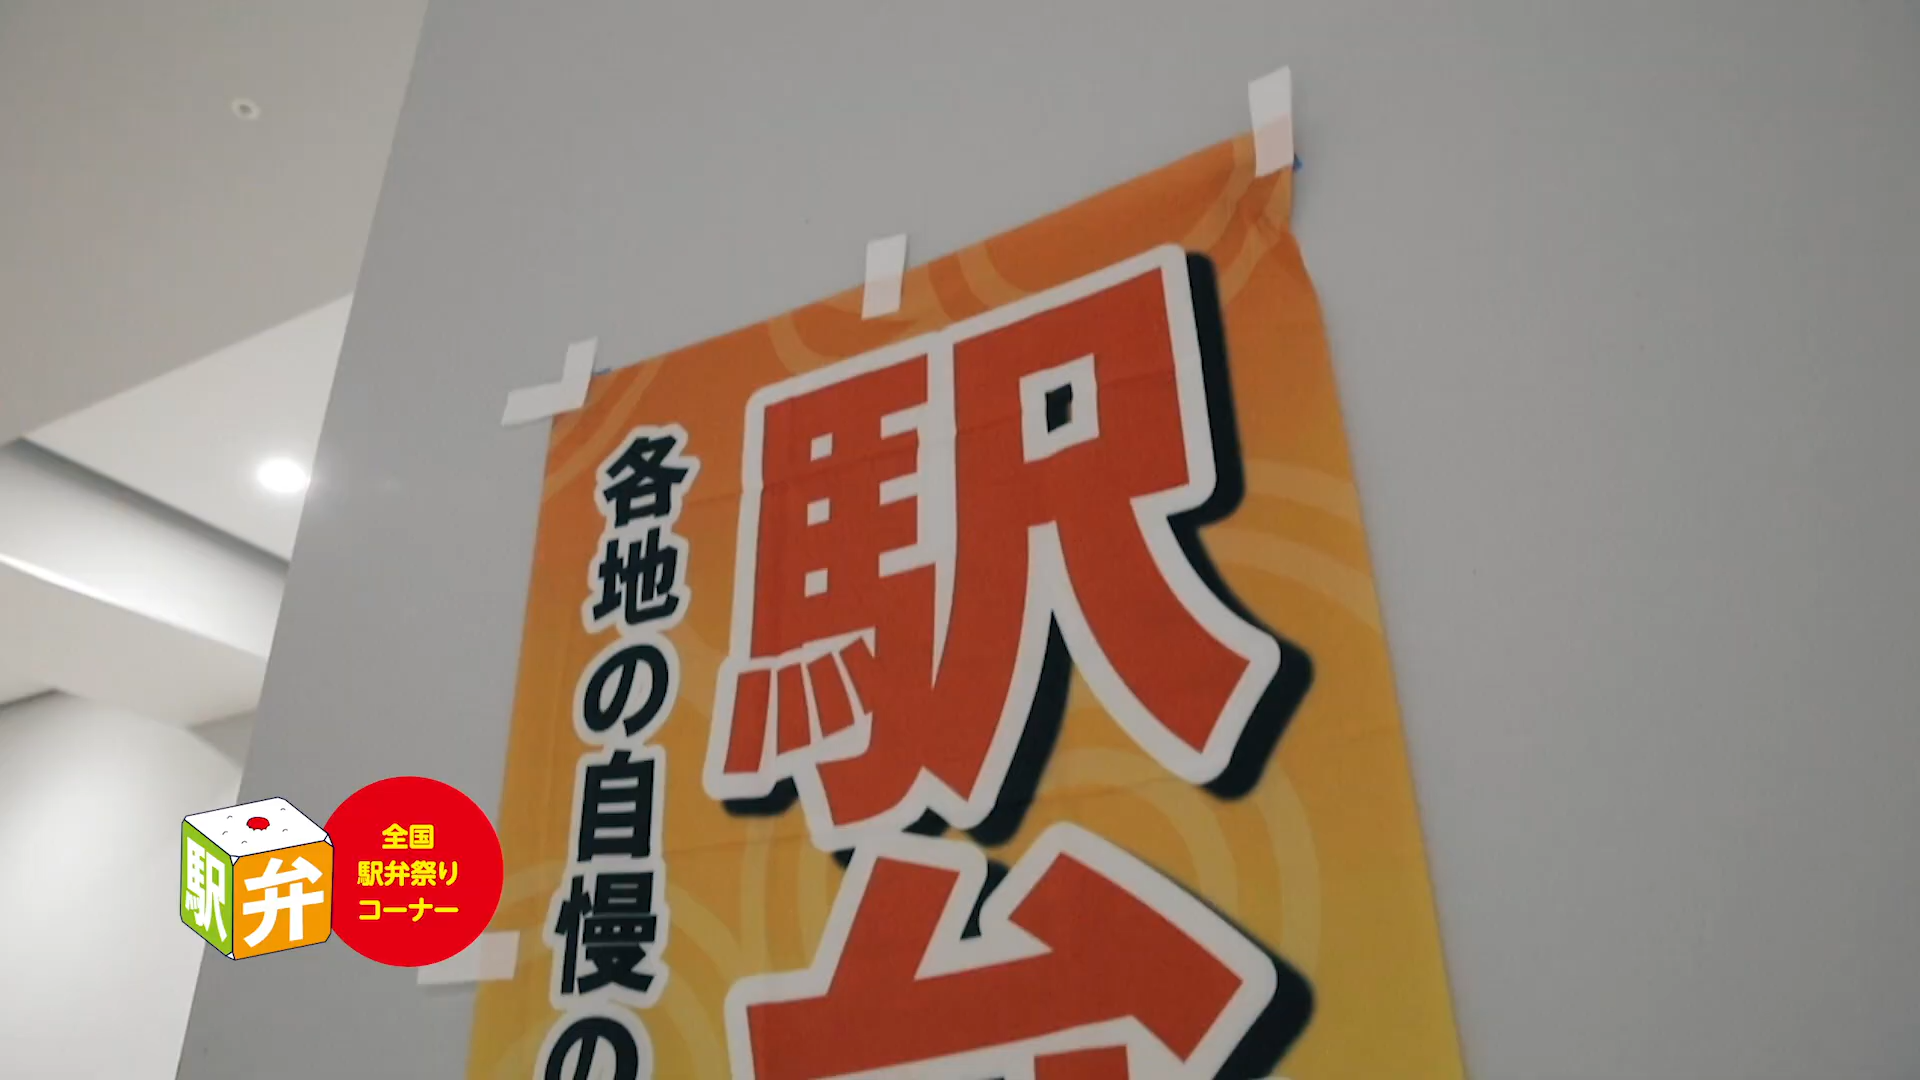 駅弁
各地の自慢の
駅弁
全国
駅弁祭り
コーナー